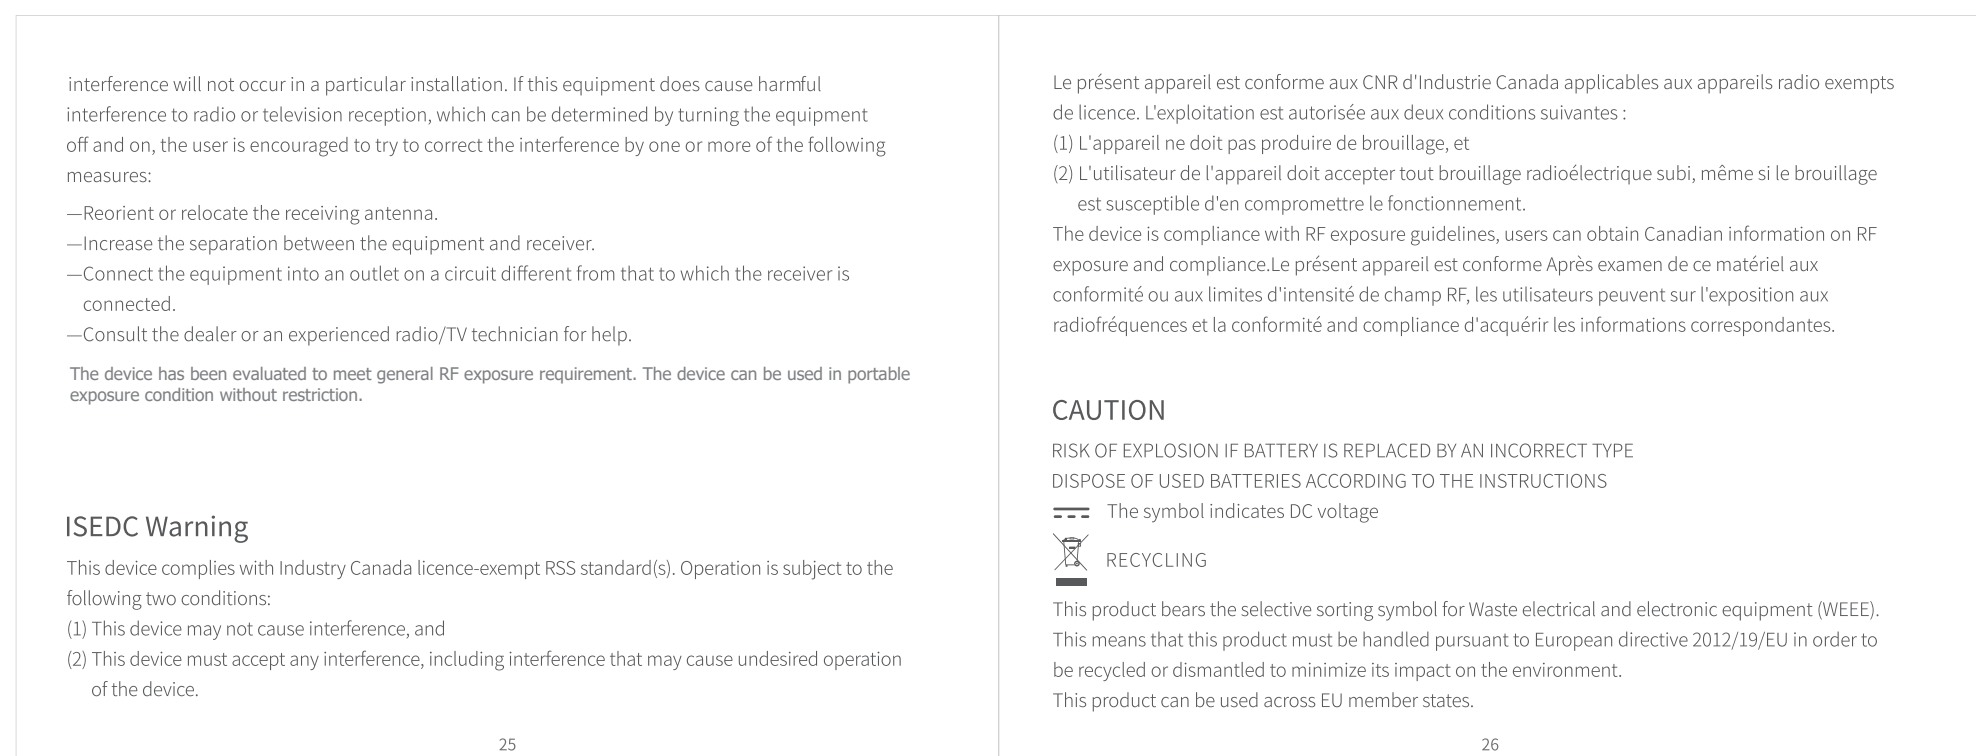 interference will not occur in a particular installation. If this equipment does cause harmful
interference to radio or television reception, which can be determined by turning the equipment
off and on, the user is encouraged to try to correct the interference by one or more of the following
measures:
—Reorient or relocate the receiving antenna.
—Increase the separation between the equipment and receiver.
—Connect the equipment into an outlet on a circuit different from that to which the receiver is
connected.
—Consult the dealer or an experienced radio/TV technician for help.
The device has been evaluated to meet general RF exposure requirement. The device can be used in portable
exposure condition without restriction.
ISEDC Warning
This device complies with Industry Canada licence-exempt RSS standard(s). Operation is subject to the
following two conditions:
(1) This device may not cause interference, and
(2) This device must accept any interference, including interference that may cause undesired operation
of the device.
25
Le présent appareil est conforme aux CNR d'Industrie Canada applicables aux appareils radio exempts
de licence. L'exploitation est autorisée aux deux conditions suivantes :
(1) L'appareil ne doit pas produire de brouillage, et
(2) L'utilisateur de l'appareil doit accepter tout brouillage radioélectrique subi, même si le brouillage
est susceptible d'en compromettre le fonctionnement.
The device is compliance with RF exposure guidelines, users can obtain Canadian information on RF
exposure and compliance.Le présent appareil est conforme Après examen de ce matériel aux
conformité ou aux limites d'intensité de champ RF, les utilisateurs peuvent sur l'exposition aux
radiofréquences et la conformité and compliance d'acquérir les informations correspondantes.
CAUTION
RISK OF EXPLOSION IF BATTERY IS REPLACED BY AN INCORRECT TYPE
DISPOSE OF USED BATTERIES ACCORDING TO THE INSTRUCTIONS
The symbol indicates DC voltage
RECYCLING
This product bears the selective sorting symbol for Waste electrical and electronic equipment (WEEE).
This means that this product must be handled pursuant to European directive 2012/19/EU in order to
be recycled or dismantled to minimize its impact on the environment.
This product can be used across EU member states.
26